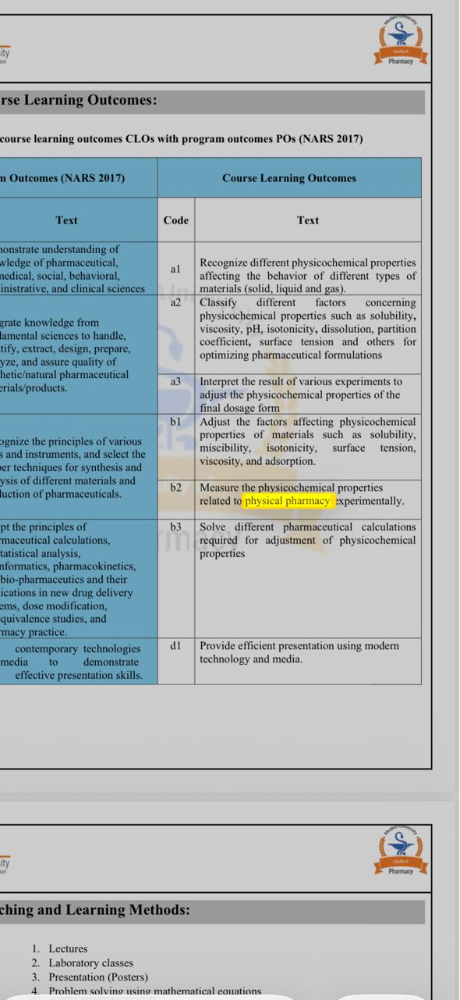 sity
ion
Modern University
Faculty of
Pharmacy
rse Learning Outcomes:
course learning outcomes CLOs with program outcomes POs (NARS 2017)
m Outcomes (NARS 2017)
Course Learning Outcomes
Text
Code
Text
monstrate understanding of
wledge of pharmaceutical,
medical, social, behavioral,
inistrative, and clinical sciences
a1
Recognize different physicochemical properties
affecting the behavior of different types of
materials (solid, liquid and gas).
grate knowledge from
damental sciences to handle,
tify, extract, design, prepare,
yze, and assure quality of
hetic/natural pharmaceutical
erials/products.
a2
Classify different factors concerning
physicochemical properties such as solubility,
viscosity, pH, isotonicity, dissolution, partition
coefficient, surface tension and others for
optimizing pharmaceutical formulations
a3
Interpret the result of various experiments to
adjust the physicochemical properties of the
final dosage form
ognize the principles of various
s and instruments, and select the
per techniques for synthesis and
ysis of different materials and
luction of pharmaceuticals.
b1
Adjust the factors affecting physicochemical
properties of materials such as solubility,
miscibility, isotonicity, surface tension,
viscosity, and adsorption.
b2
Measure the physicochemical properties
related to physical pharmacy experimentally.
pt the principles of
rmaceutical calculations,
tatistical analysis,
nformatics, pharmacokinetics,
bio-pharmaceutics and their
ications in new drug delivery
ems, dose modification,
equivalence studies, and
rmacy practice.
b3
Solve different pharmaceutical calculations
required for adjustment of physicochemical
properties
contemporary technologies
media to demonstrate
effective presentation skills.
d1
Provide efficient presentation using modern
technology and media.
sity
ion
Modern University
Faculty of
Pharmacy
ching and Learning Methods:
1. Lectures
2. Laboratory classes
3. Presentation (Posters)
4. Problem solving using mathematical equations